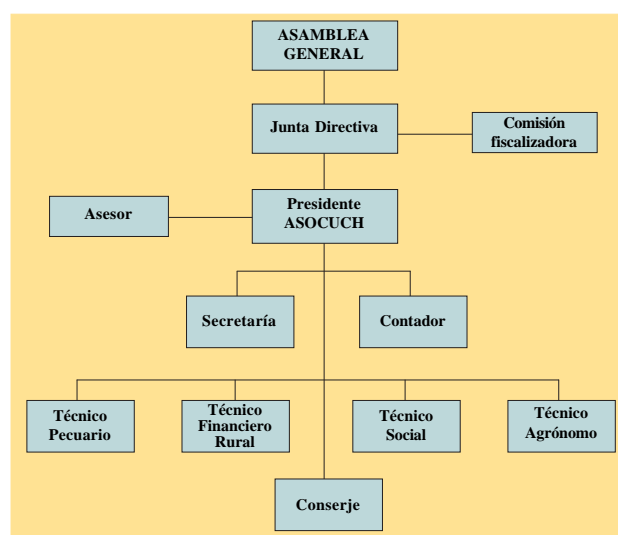 ASAMBLEA
GENERAL
Junta Directiva
Comisión
fiscalizadora
Asesor
Presidente
ASOCUCH
Secretaría
Contador
Técnico
Pecuario
Técnico
Financiero
Rural
Técnico
Social
Técnico
Agrónomo
Conserje